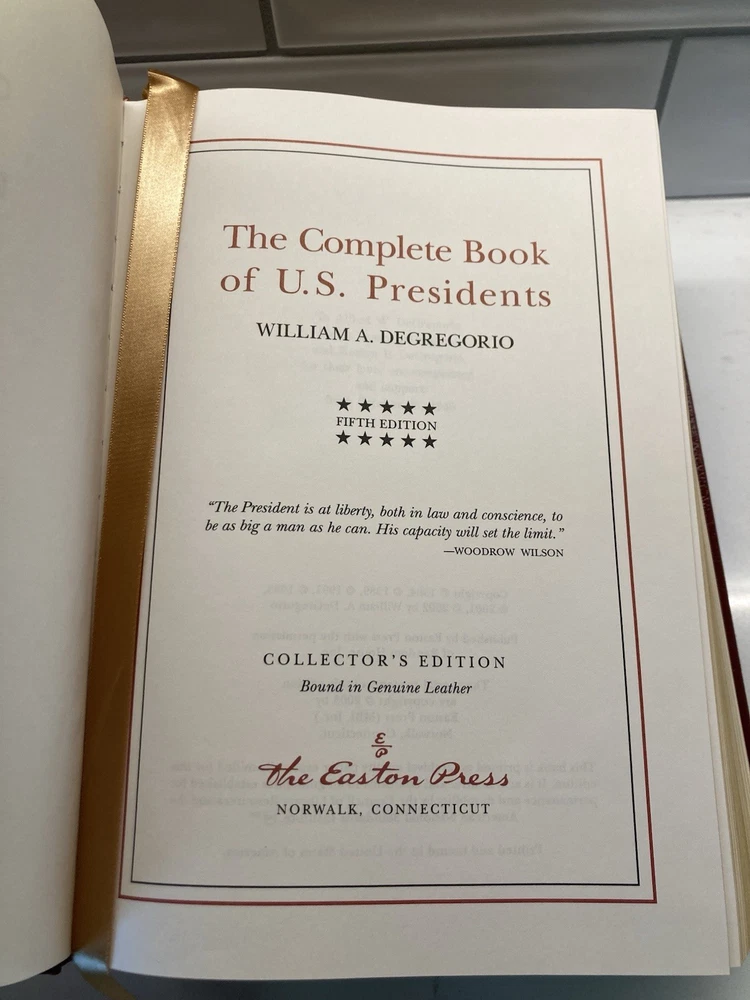 The Complete Book
of U.S. Presidents
WILLIAM A. DEGREGORIO
★ ★ ★ ★ ★
FIFTH EDITION
★ ★ ★ ★ ★
“The President is at liberty, both in law and conscience, to
be as big a man as he can. His capacity will set the limit.”
—WOODROW WILSON
COLLECTOR’S EDITION
Bound in Genuine Leather
E
P
The Easton Press
NORWALK, CONNECTICUT